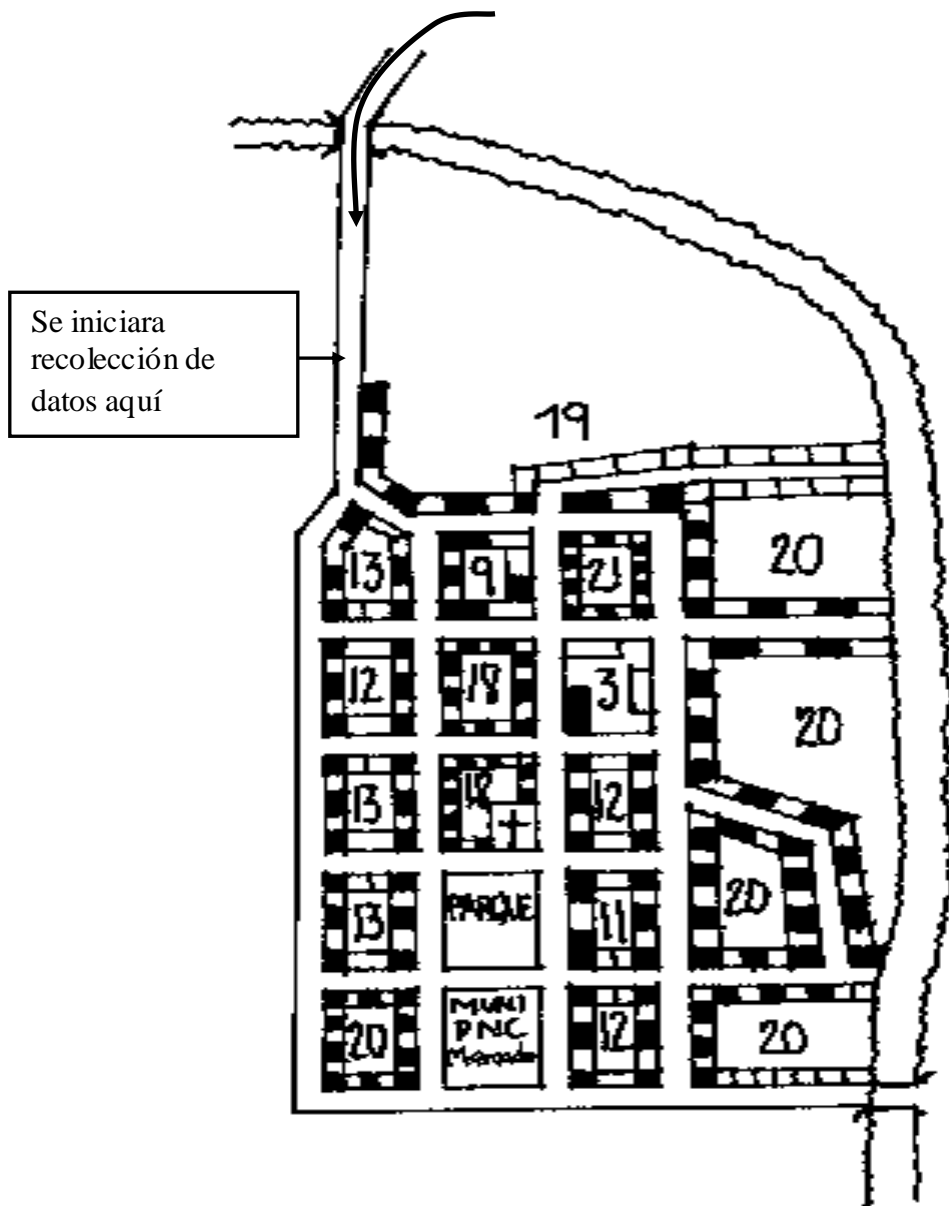 Se iniciara
recolección de
datos aquí
19
13 9 21 20
12 18 3 20
13 18 12
13 PARQUE 11 20
20 MUNI 12 20
PNC
Mercado